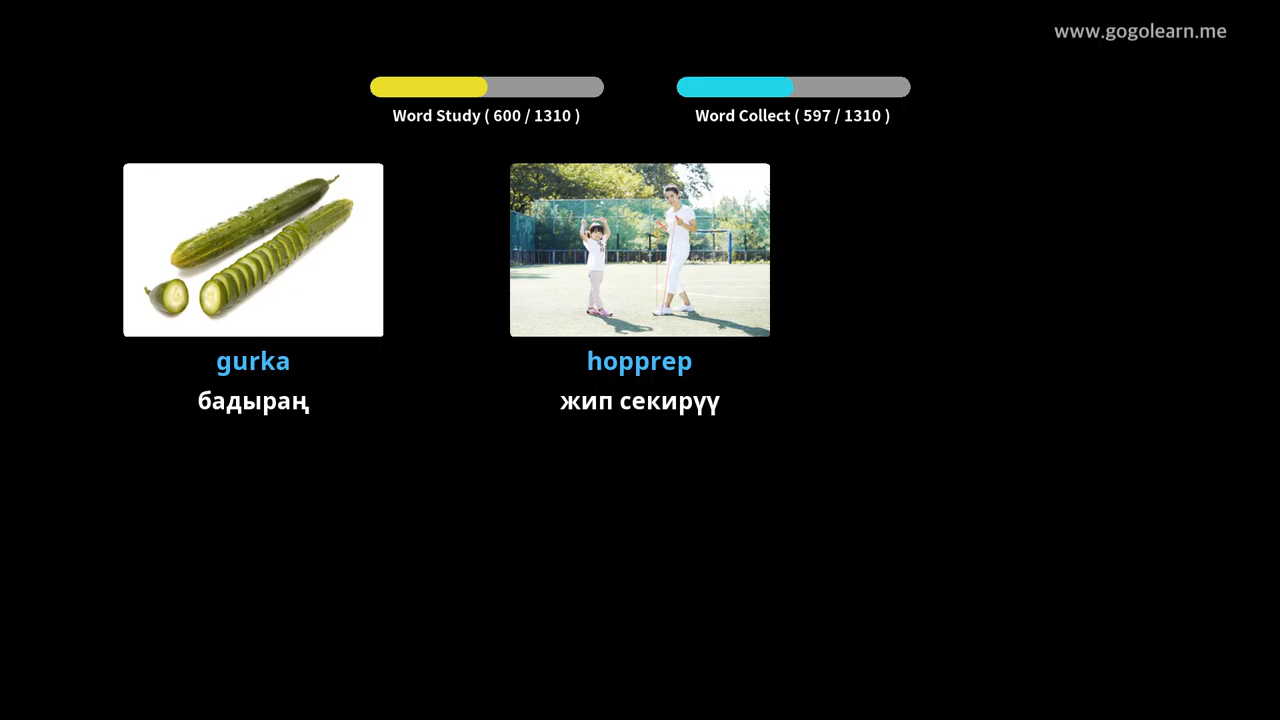 www.gogolearn.me
Word Study ( 600 / 1310 )
Word Collect ( 597 / 1310 )
gurka
бадыраң
hopprep
жип секирүү